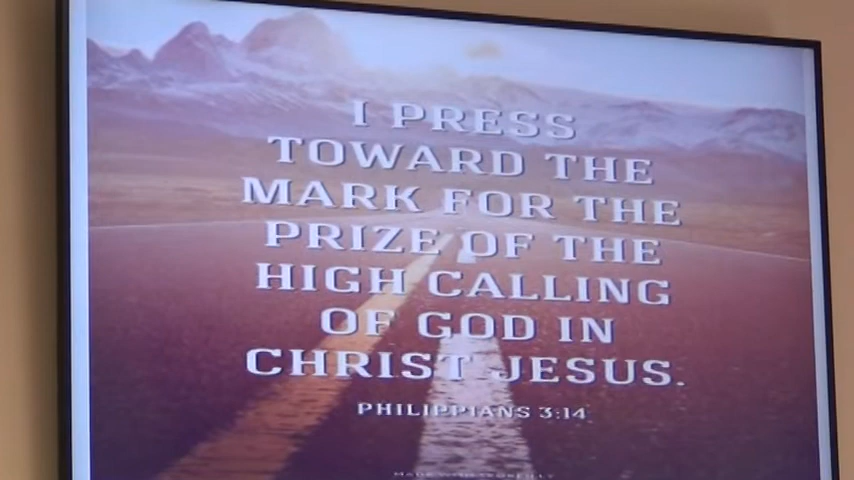 I PRESS
TOWARD THE
MARK FOR THE
PRIZE OF THE
HIGH CALLING
OF GOD IN
CHRIST JESUS.
PHILIPPIANS 3:14